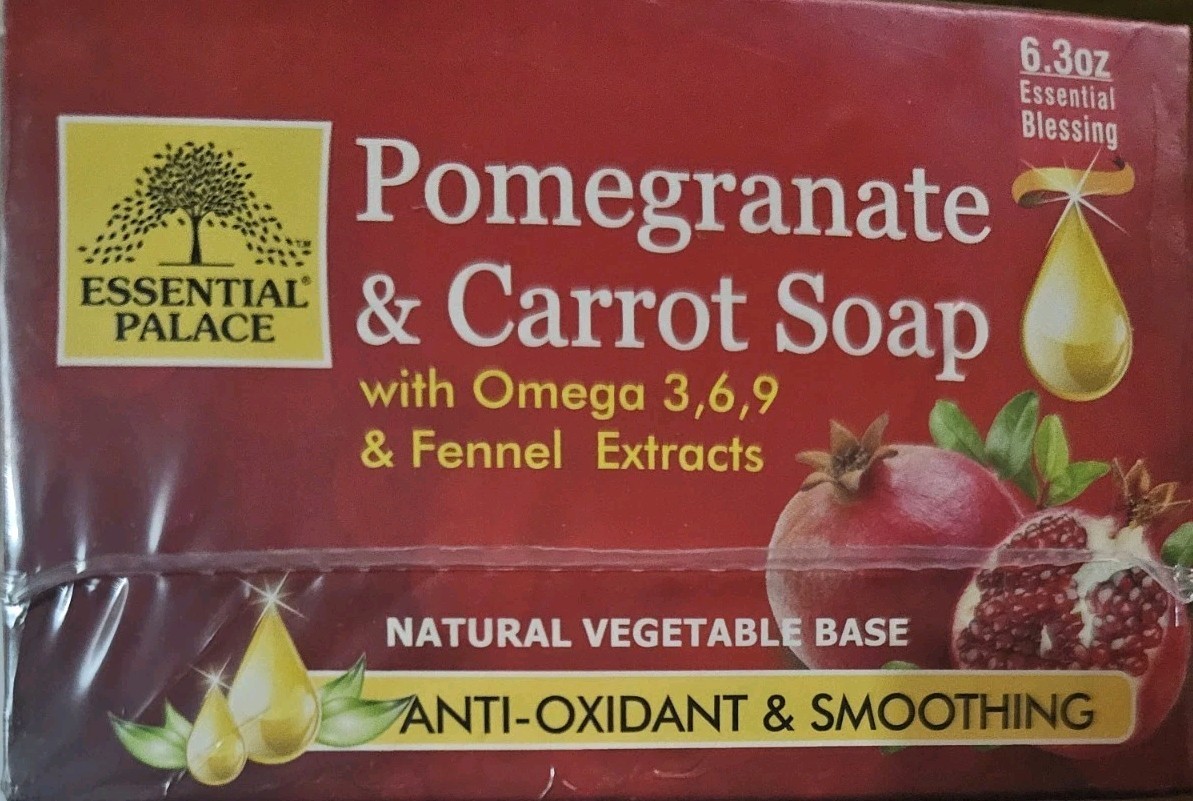 6.3oz
Essential
Blessing
ESSENTIAL®
PALACE
™
Pomegranate
& Carrot Soap
with Omega 3,6,9
& Fennel Extracts
NATURAL VEGETABLE BASE
ANTI-OXIDANT & SMOOTHING